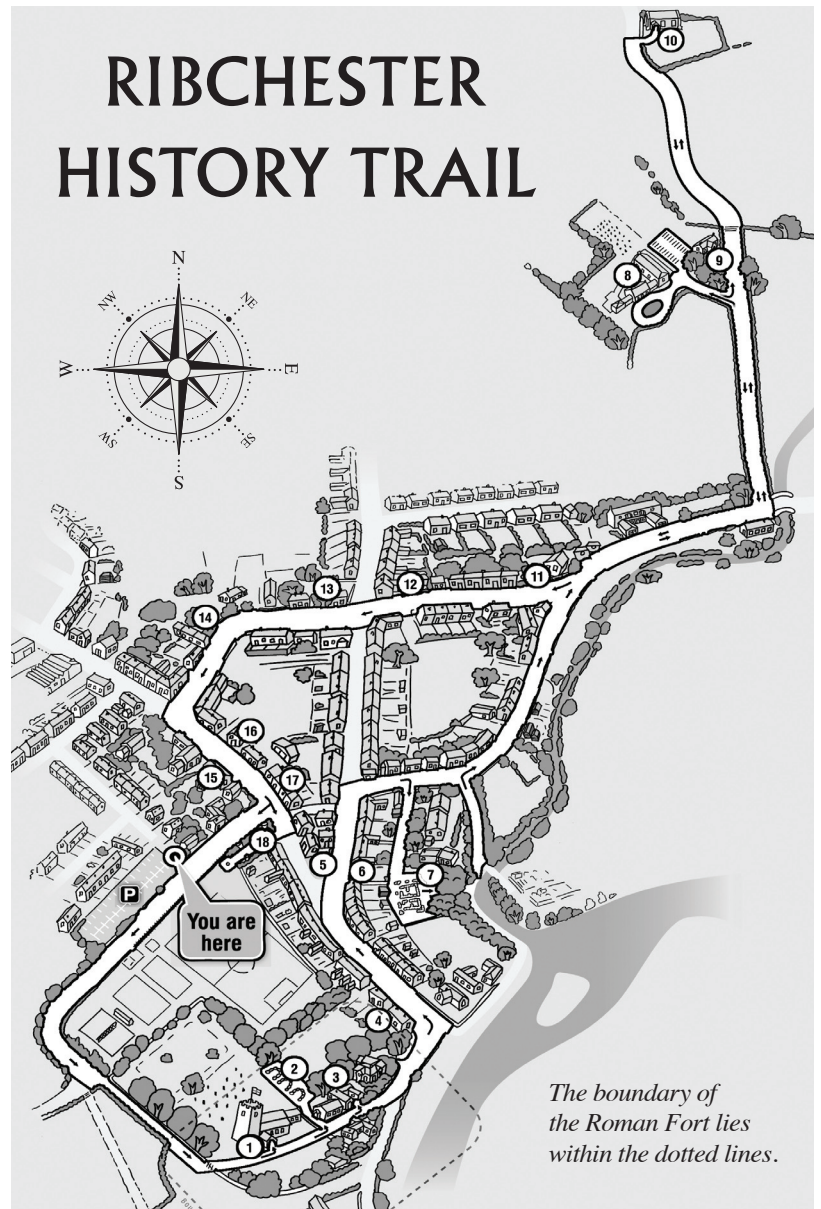 RIBCHESTER
HISTORY TRAIL
N
NW
NE
W
E
SW
SE
S
10
9
8
11
12
13
14
16
15
17
18
5
6
7
P
You are
here
4
2
3
1
The boundary of
the Roman Fort lies
within the dotted lines.